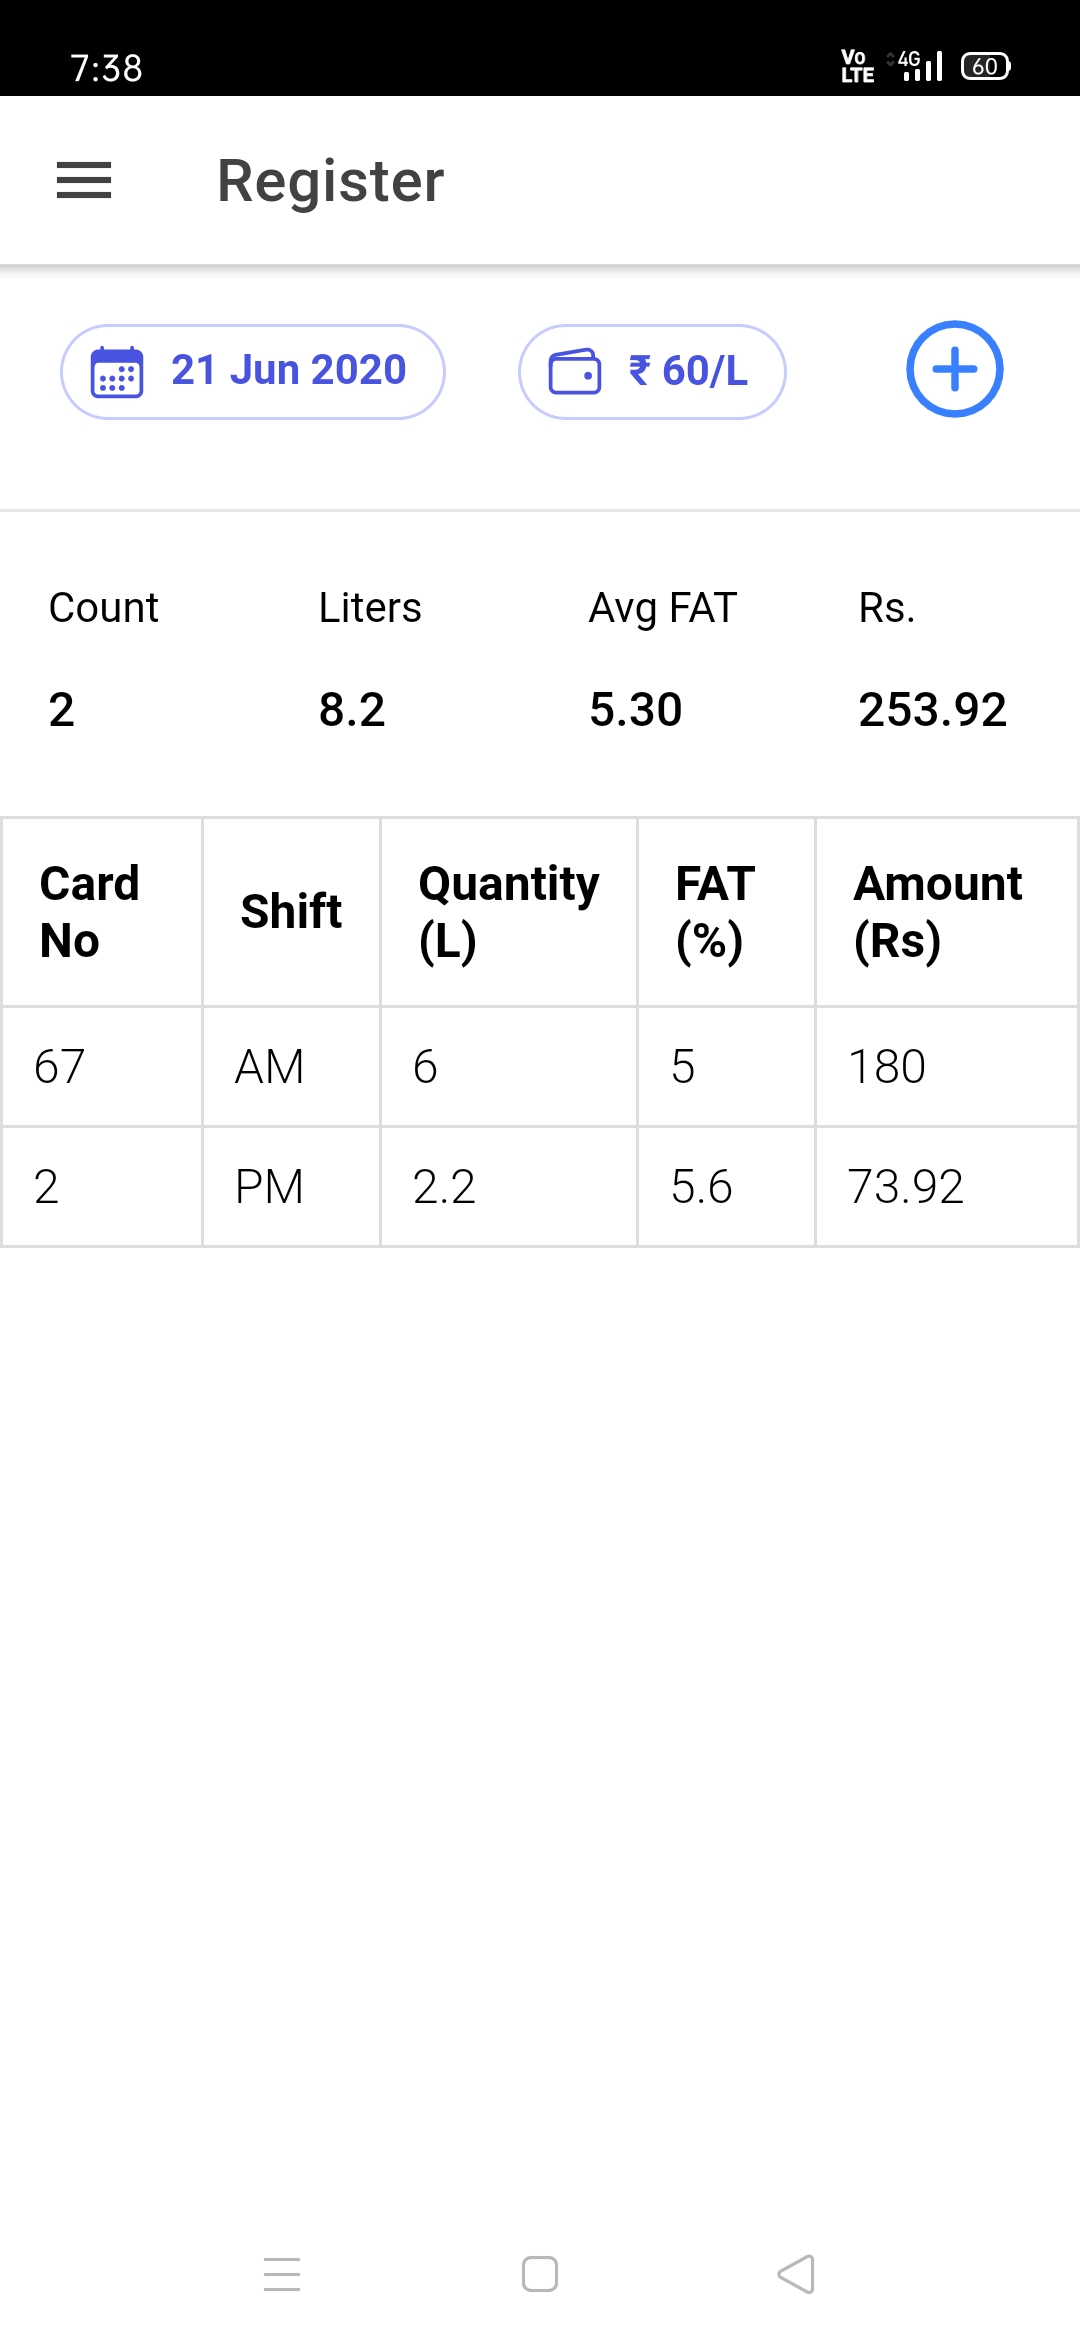 7:38 Vo LTE 4G 60
Register
21 Jun 2020 ₹ 60/L
Count Liters Avg FAT Rs.
2 8.2 5.30 253.92
Card No Shift Quantity (L) FAT (%) Amount (Rs)
67 AM 6 5 180
2 PM 2.2 5.6 73.92